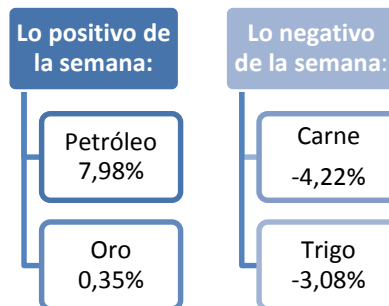 Lo positivo de
la semana:
Petróleo
7,98%
Oro
0,35%
Lo negativo
de la semana:
Carne
-4,22%
Trigo
-3,08%